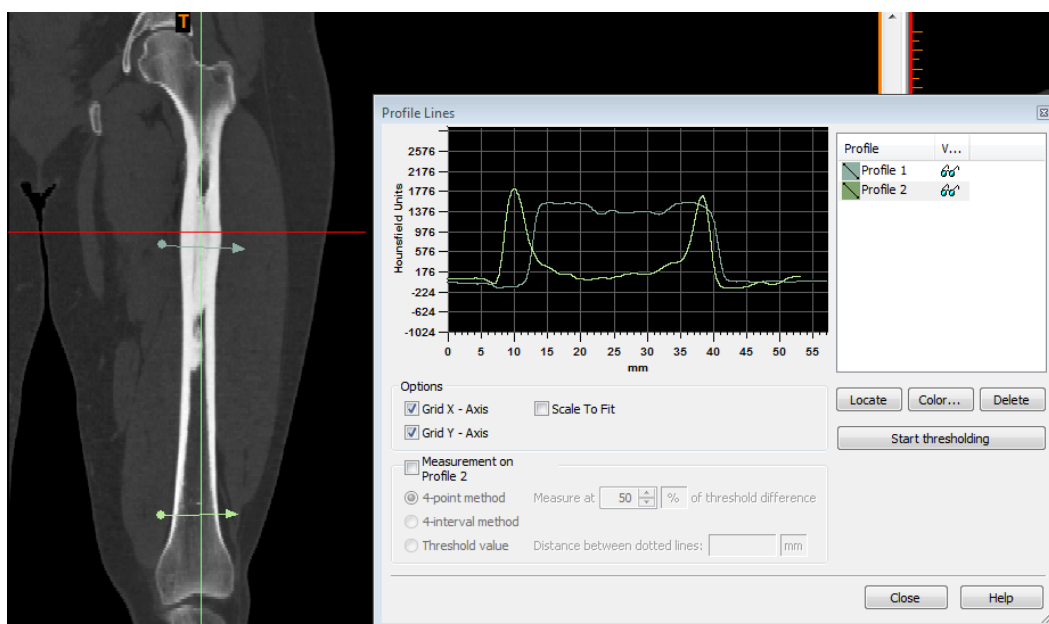 T
Profile Lines
2576
2176
1776
1376
976
576
176
-224
-624
-1024
Hounsfield Units
0 5 10 15 20 25 30 35 40 45 50 55
mm
Profile V...
Profile 1
Profile 2
Options
Grid X - Axis Scale To Fit
Grid Y - Axis
Locate Color... Delete
Start thresholding
Measurement on
Profile 2
4-point method Measure at 50 % of threshold difference
4-interval method
Threshold value Distance between dotted lines: mm
Close Help